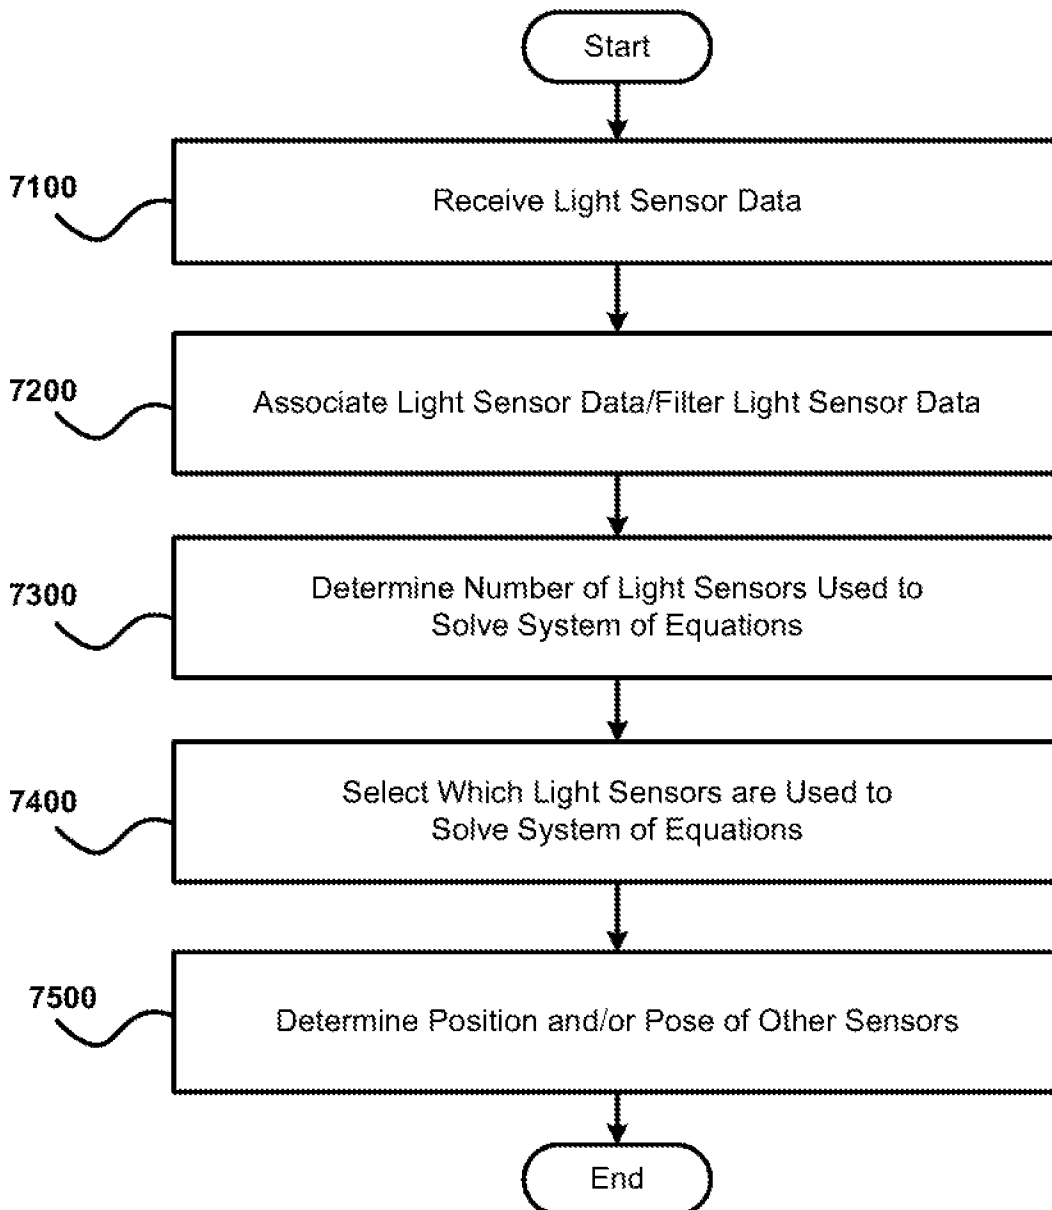 Start
7100
Receive Light Sensor Data
7200
Associate Light Sensor Data/Filter Light Sensor Data
7300
Determine Number of Light Sensors Used to
Solve System of Equations
7400
Select Which Light Sensors are Used to
Solve System of Equations
7500
Determine Position and/or Pose of Other Sensors
End